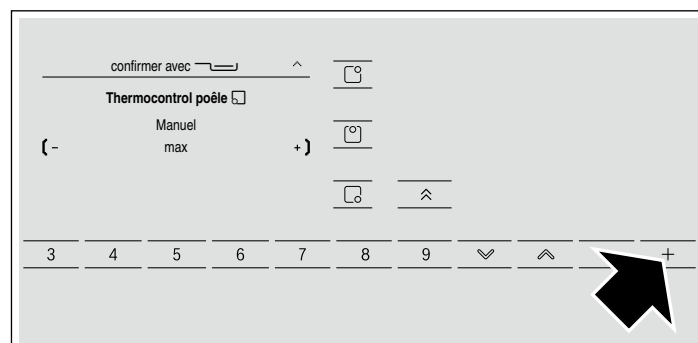 confirmer avec
Thermocontrol poêle
Manuel
- max +
3 4 5 6 7 8 9 +